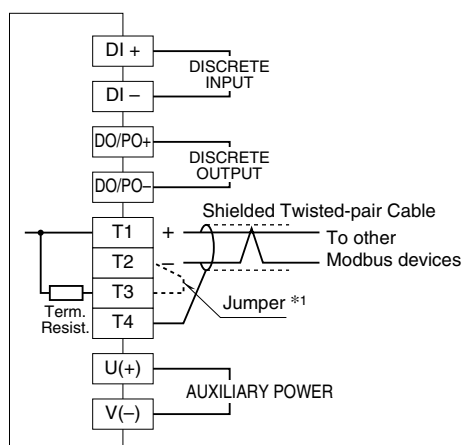 DI +
DISCRETE
INPUT
DI −
DO/PO+
DISCRETE
OUTPUT
DO/PO−
Shielded Twisted-pair Cable
T1 +
To other
Modbus devices
T2 −
T3
Jumper *1
Term.
Resist.
T4
U(+)
AUXILIARY POWER
V(−)